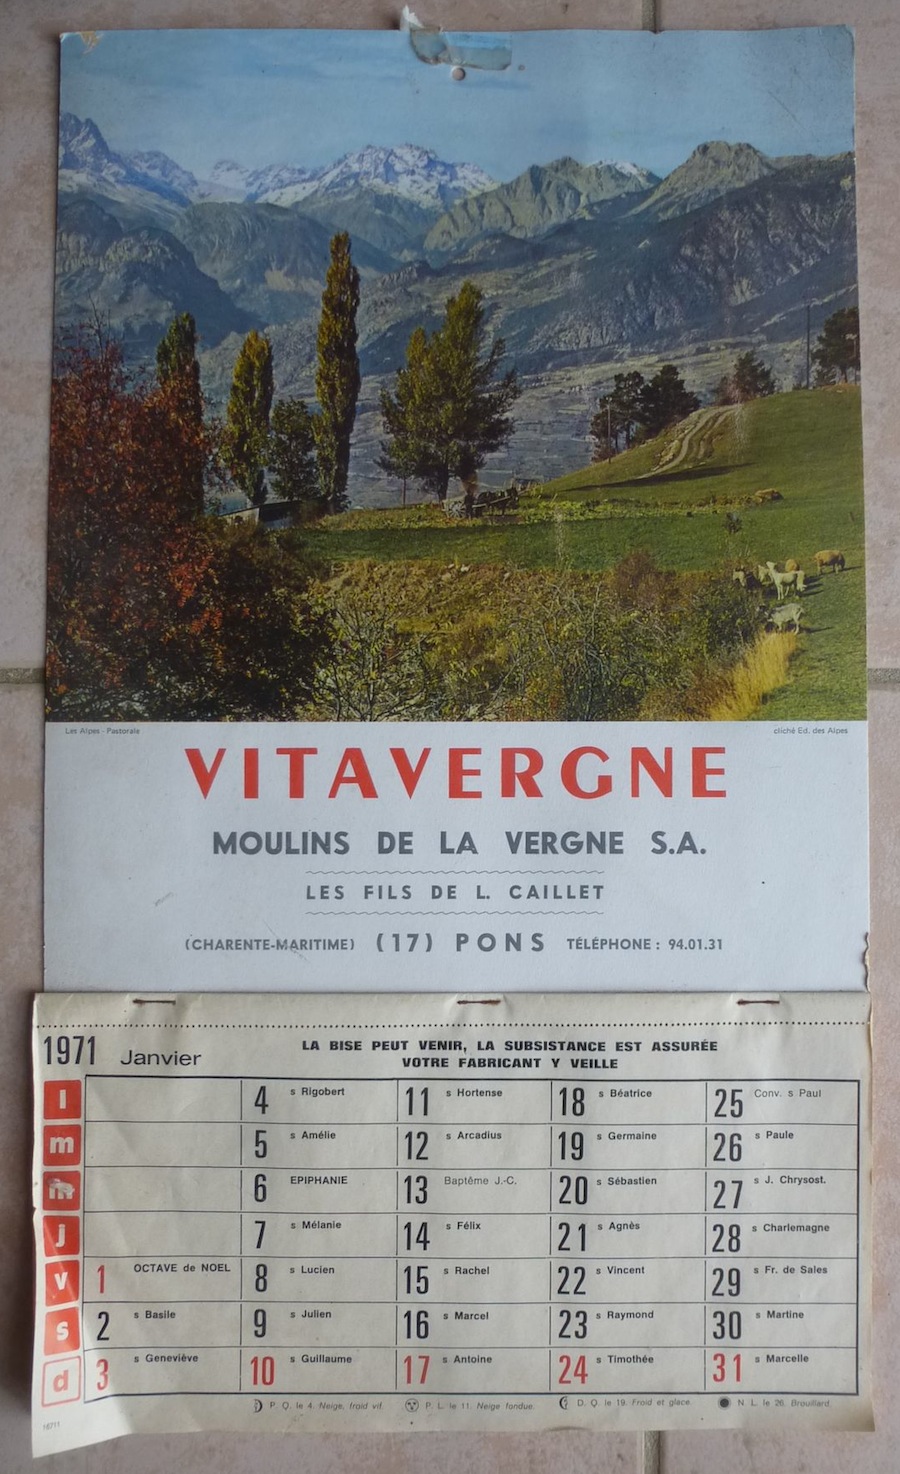 Les Alpes - Pastorale
cliché Ed. des Alpes
VITAVERGNE
MOULINS DE LA VERGNE S.A.
LES FILS DE L. CAILLET
(CHARENTE-MARITIME) (17) PONS TÉLÉPHONE : 94.01.31
1971 Janvier
LA BISE PEUT VENIR, LA SUBSISTANCE EST ASSURÉE
VOTRE FABRICANT Y VEILLE
l 4 s Rigobert 11 s Hortense 18 s Béatrice 25 Conv. s Paul
m 5 s Amélie 12 s Arcadius 19 s Germaine 26 s Paule
m 6 EPIPHANIE 13 Baptême J.-C. 20 s Sébastien 27 s J. Chrysost.
j 7 s Mélanie 14 s Félix 21 s Agnès 28 s Charlemagne
v 1 OCTAVE de NOEL 8 s Lucien 15 s Rachel 22 s Vincent 29 s Fr. de Sales
s 2 s Basile 9 s Julien 16 s Marcel 23 s Raymond 30 s Martine
d 3 s Geneviève 10 s Guillaume 17 s Antoine 24 s Timothée 31 s Marcelle
P. Q. le 4. Neige, froid vif. P. L. le 11. Neige fondue. D. Q. le 19. Froid et glace. N. L. le 26. Brouillard.
16711